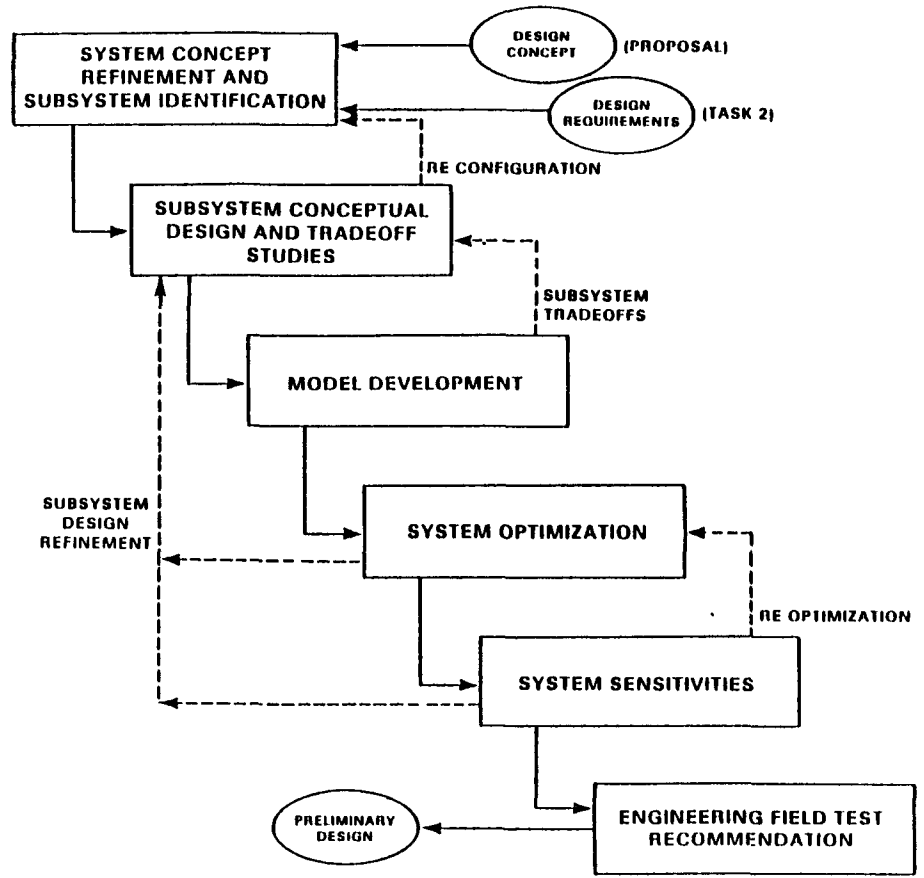 SYSTEM CONCEPT
REFINEMENT AND
SUBSYSTEM IDENTIFICATION
DESIGN
CONCEPT
(PROPOSAL)
DESIGN
REQUIREMENTS
(TASK 2)
RE CONFIGURATION
SUBSYSTEM CONCEPTUAL
DESIGN AND TRADEOFF
STUDIES
SUBSYSTEM
TRADEOFFS
MODEL DEVELOPMENT
SUBSYSTEM
DESIGN
REFINEMENT
SYSTEM OPTIMIZATION
RE OPTIMIZATION
SYSTEM SENSITIVITIES
ENGINEERING FIELD TEST
RECOMMENDATION
PRELIMINARY
DESIGN